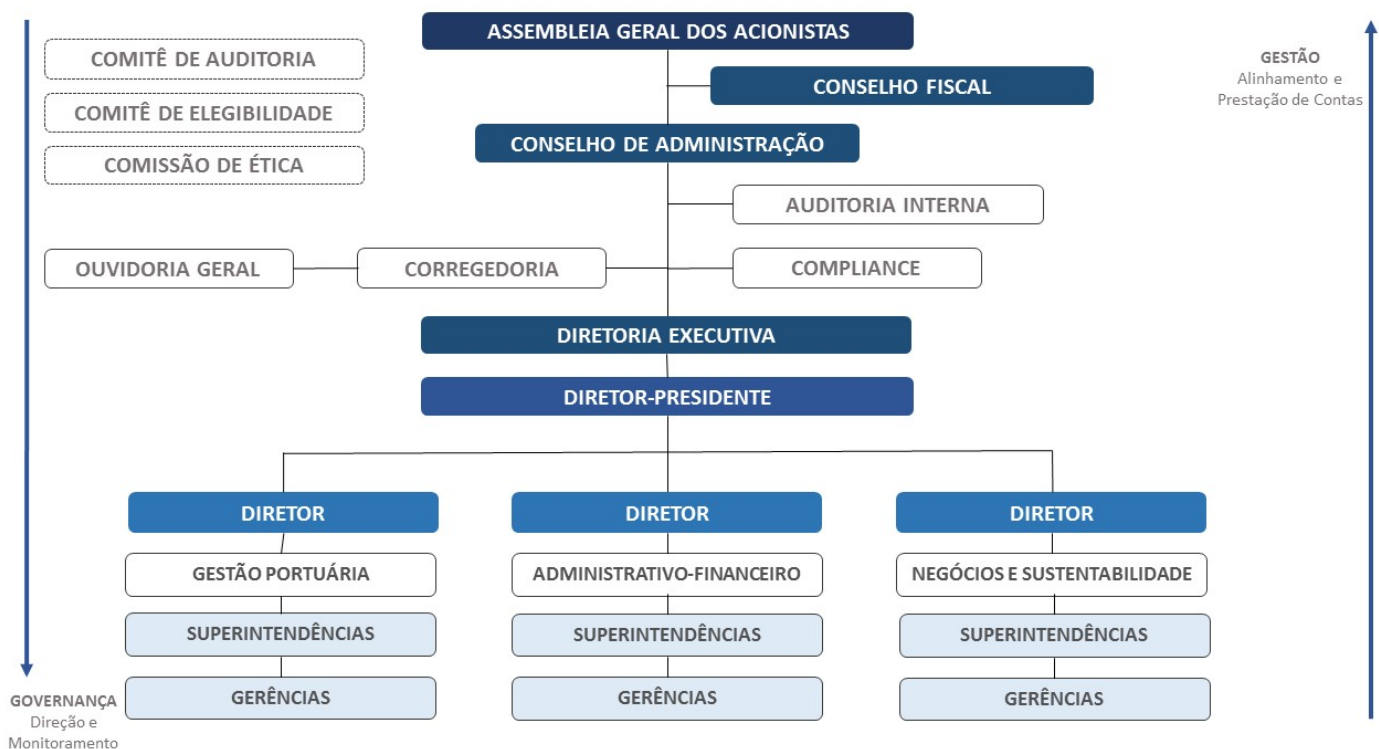 ASSEMBLEIA GERAL DOS ACIONISTAS
COMITÊ DE AUDITORIA
GESTÃO
Alinhamento e
Prestação de Contas
CONSELHO FISCAL
COMITÊ DE ELEGIBILIDADE
CONSELHO DE ADMINISTRAÇÃO
COMISSÃO DE ÉTICA
AUDITORIA INTERNA
OUVIDORIA GERAL
CORREGEDORIA
COMPLIANCE
DIRETORIA EXECUTIVA
DIRETOR-PRESIDENTE
DIRETOR
DIRETOR
DIRETOR
GESTÃO PORTUÁRIA
ADMINISTRATIVO-FINANCEIRO
NEGÓCIOS E SUSTENTABILIDADE
SUPERINTENDÊNCIAS
SUPERINTENDÊNCIAS
SUPERINTENDÊNCIAS
GERÊNCIAS
GERÊNCIAS
GERÊNCIAS
GOVERNANÇA
Direção e
Monitoramento